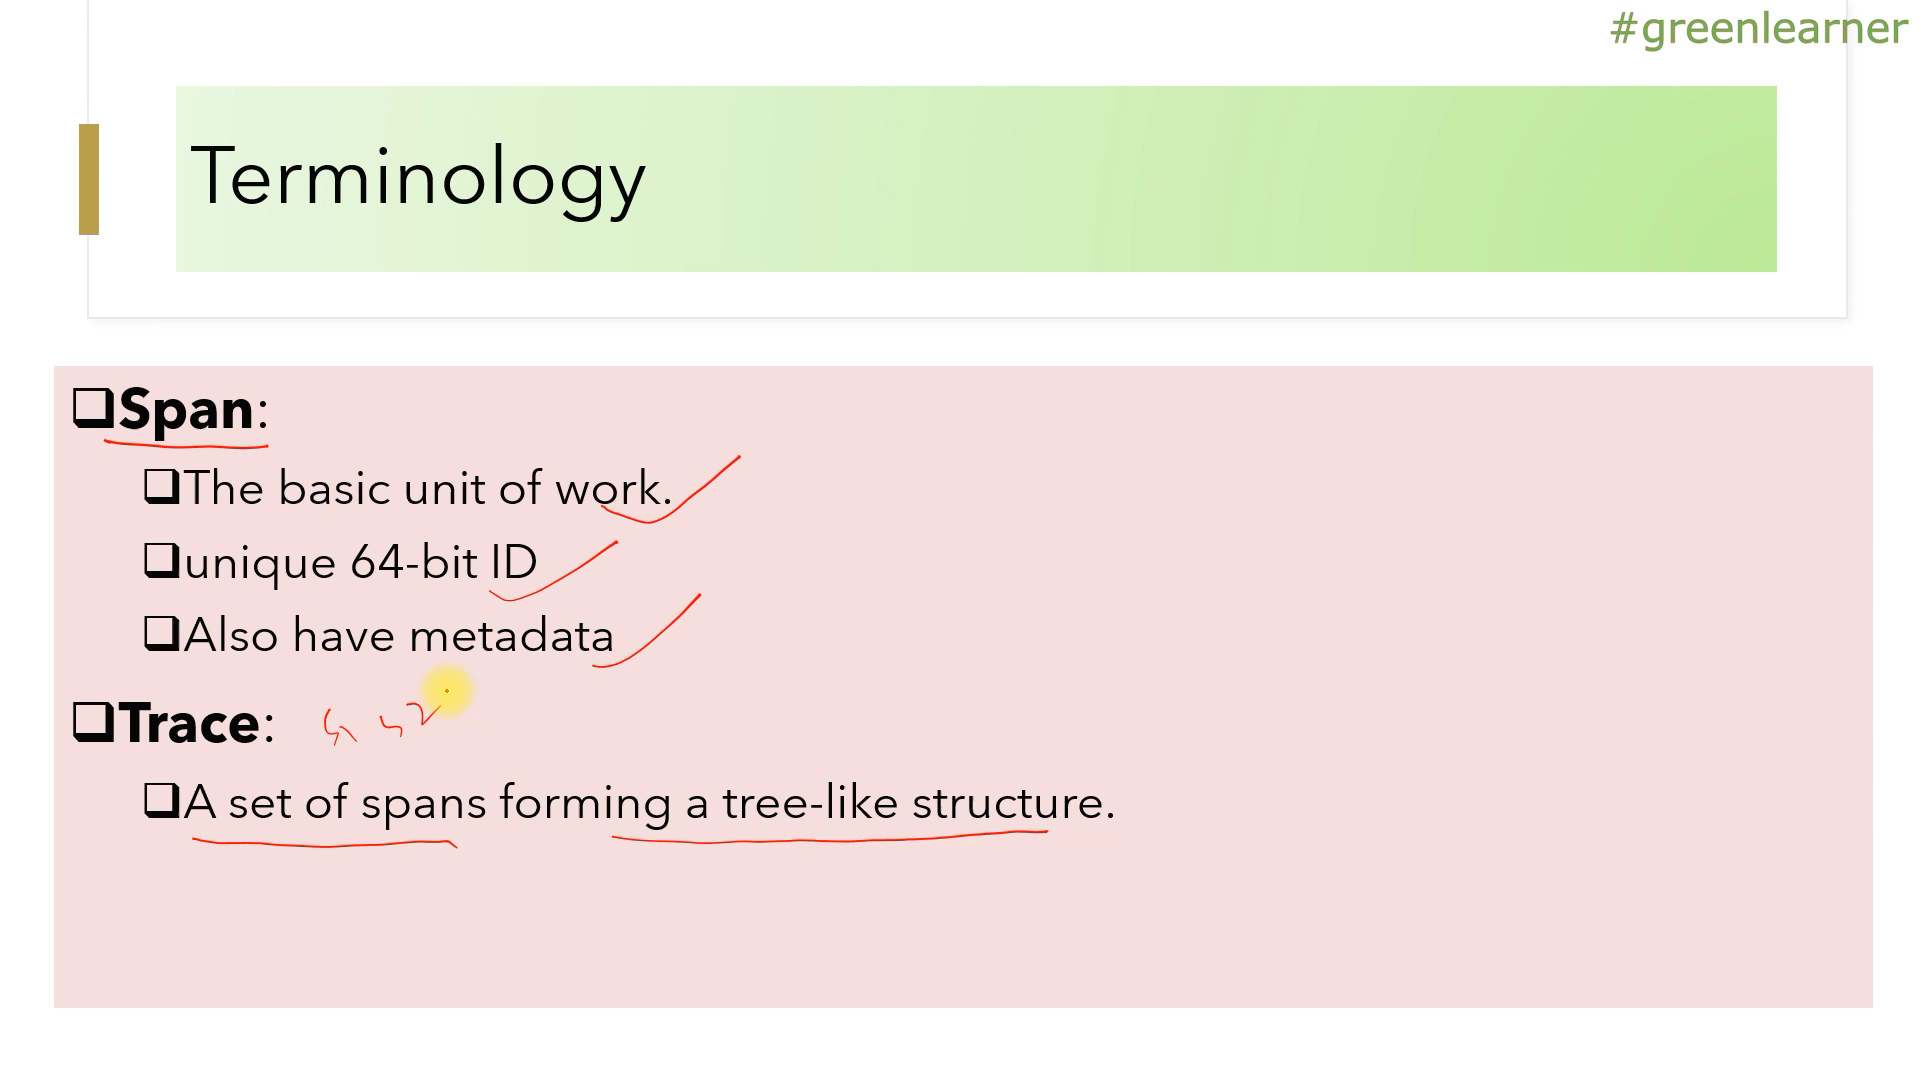 #greenlearner
Terminology
Span:
The basic unit of work.
unique 64-bit ID
Also have metadata
Trace:
A set of spans forming a tree-like structure.